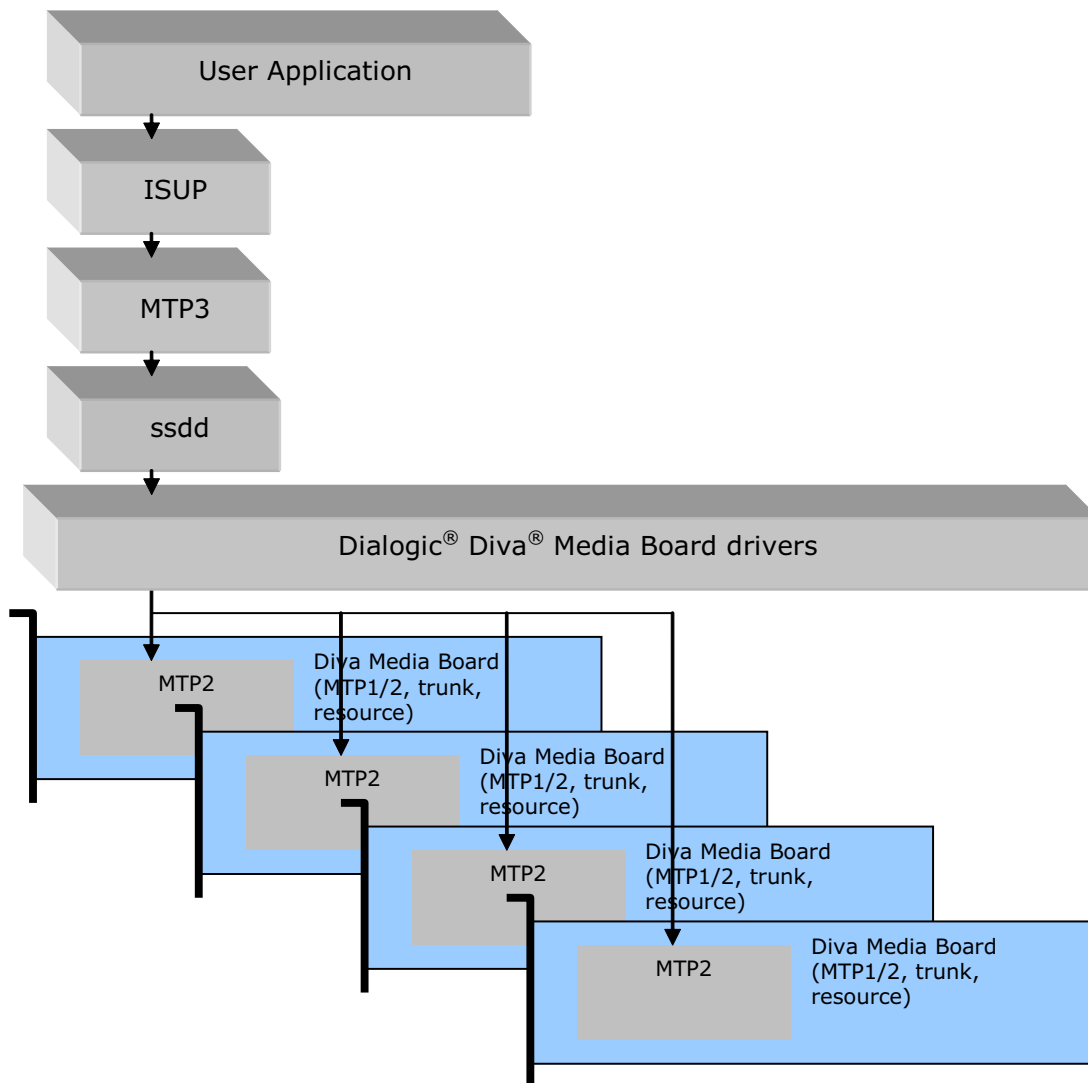 User Application
ISUP
MTP3
ssdd
Dialogic® Diva® Media Board drivers
MTP2
Diva Media Board
(MTP1/2, trunk,
resource)
MTP2
Diva Media Board
(MTP1/2, trunk,
resource)
MTP2
Diva Media Board
(MTP1/2, trunk,
resource)
MTP2
Diva Media Board
(MTP1/2, trunk,
resource)